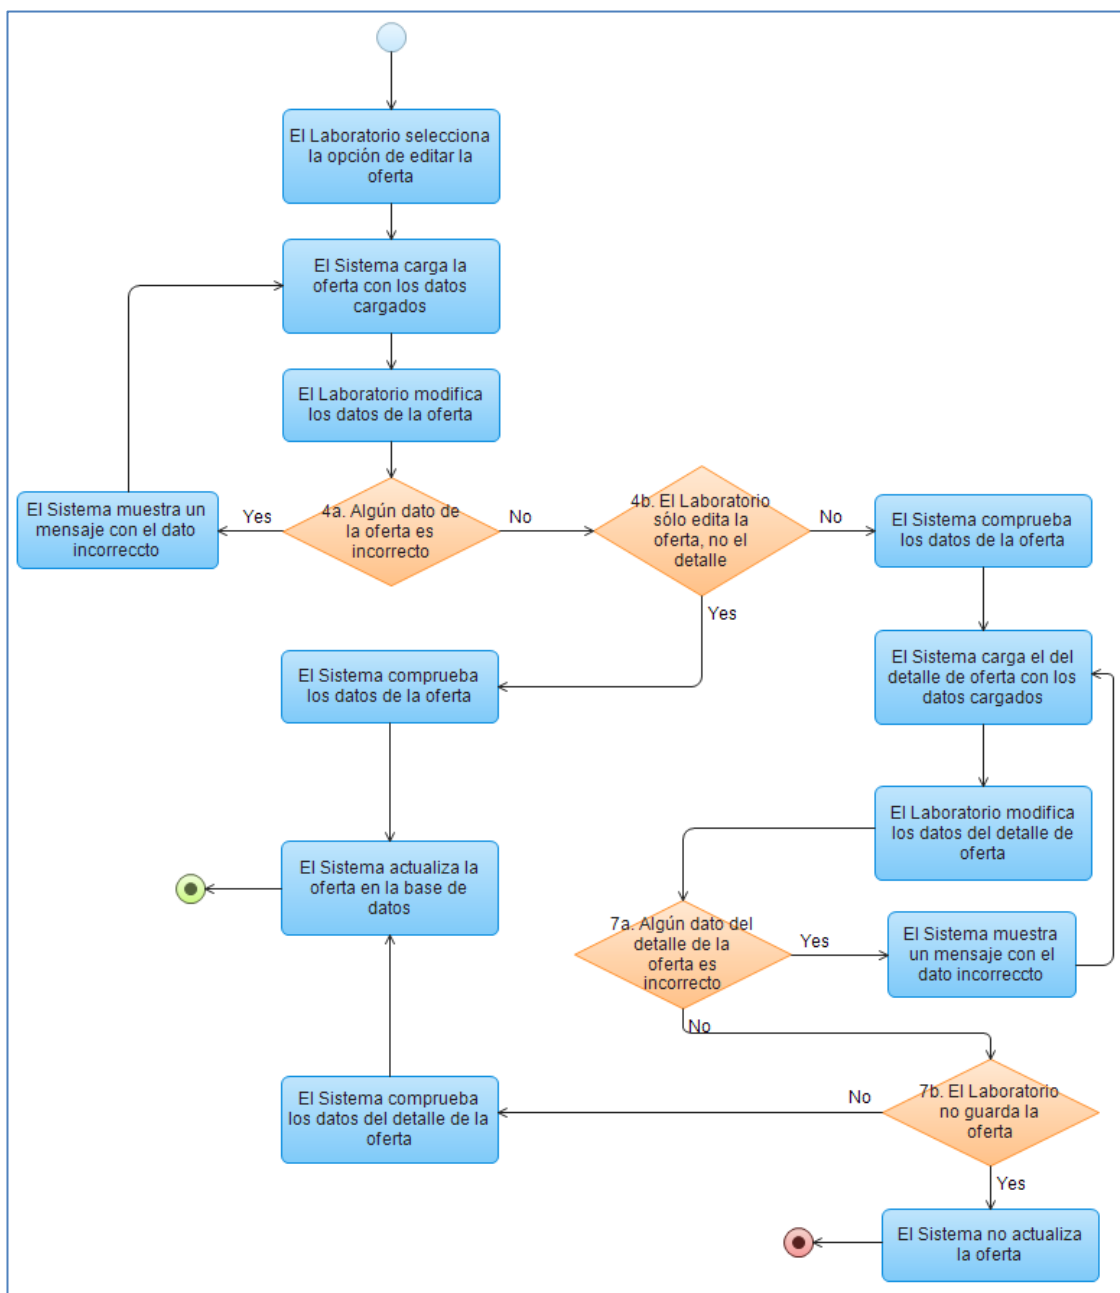 El Laboratorio selecciona
la opción de editar la
oferta
El Sistema carga la
oferta con los datos
cargados
El Laboratorio modifica
los datos de la oferta
El Sistema muestra un
mensaje con el dato
incorreccto
Yes
4a. Algún dato de
la oferta es
incorrecto
No
4b. El Laboratorio
sólo edita la
oferta, no el
detalle
No
El Sistema comprueba
los datos de la oferta
Yes
El Sistema comprueba
los datos de la oferta
El Sistema carga el del
detalle de oferta con los
datos cargados
El Laboratorio modifica
los datos del detalle de
oferta
El Sistema actualiza la
oferta en la base de
datos
7a. Algún dato del
detalle de la
oferta es
incorrecto
Yes
El Sistema muestra
un mensaje con el
dato incorreccto
No
El Sistema comprueba
los datos del detalle de la
oferta
No
7b. El Laboratorio
no guarda la
oferta
Yes
El Sistema no actualiza
la oferta